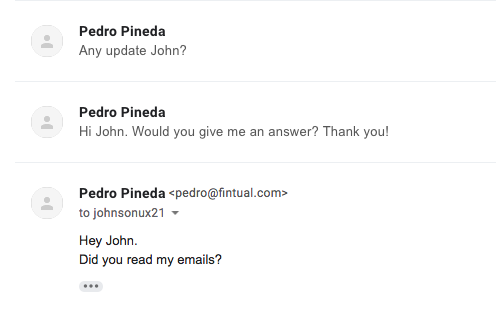 Pedro Pineda
Any update John?
Pedro Pineda
Hi John. Would you give me an answer? Thank you!
Pedro Pineda <pedro@fintual.com>
to johnsonux21
Hey John.
Did you read my emails?